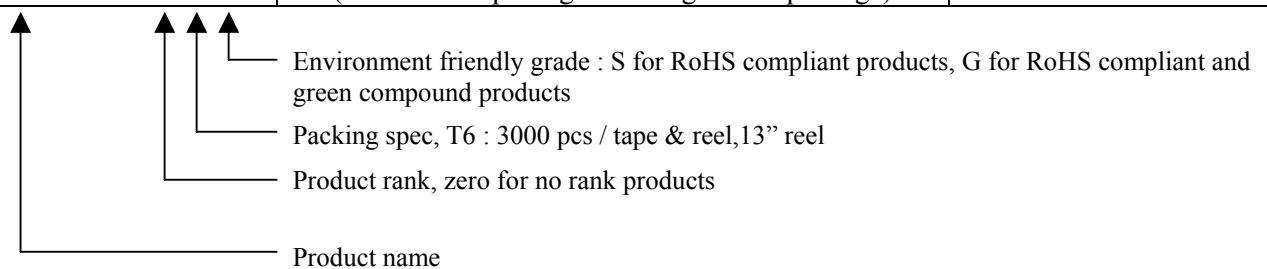 Environment friendly grade : S for RoHS compliant products, G for RoHS compliant and
green compound products
Packing spec, T6 : 3000 pcs / tape & reel,13” reel
Product rank, zero for no rank products
Product name